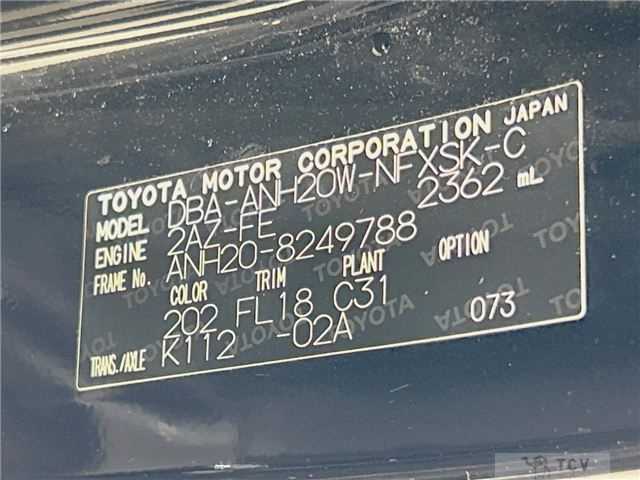 TOYOTA MOTOR CORPORATION JAPAN
MODEL DBA-ANH20W-NFXSK-C
ENGINE 2AZ-FE 2362 mL
FRAME No. ANH20-8249788
COLOR TRIM PLANT OPTION
202 FL18 C31 073
TRANS./AXLE K112 -02A
TCV